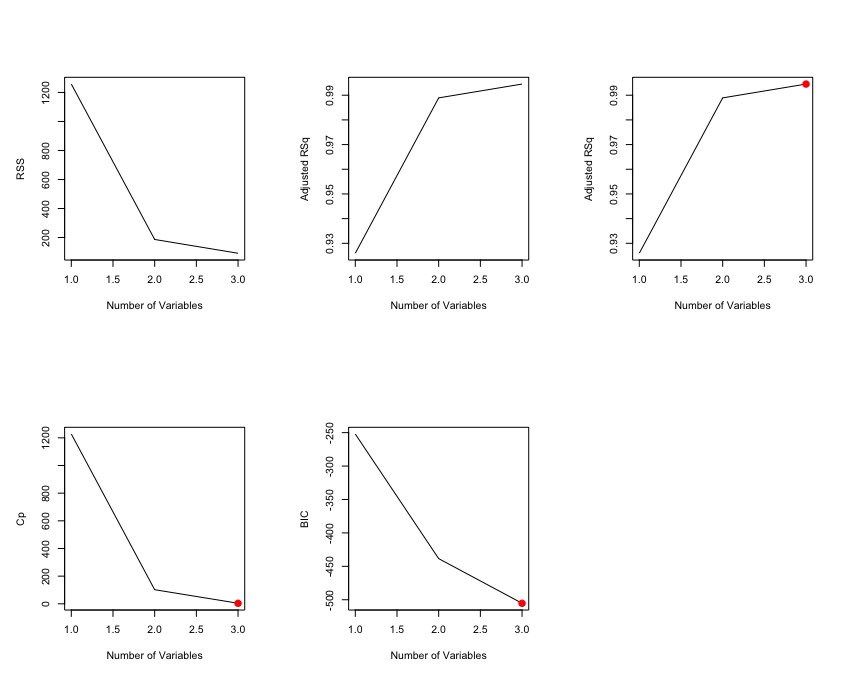 RSS
1200
800
600
400
200
1.0 1.5 2.0 2.5 3.0
Number of Variables
Adjusted RSq
0.99
0.97
0.95
0.93
1.0 1.5 2.0 2.5 3.0
Number of Variables
Adjusted RSq
0.99
0.97
0.95
0.93
1.0 1.5 2.0 2.5 3.0
Number of Variables
Cp
1200
800
600
400
200
0
1.0 1.5 2.0 2.5 3.0
Number of Variables
BIC
-250
-300
-350
-400
-450
-500
1.0 1.5 2.0 2.5 3.0
Number of Variables